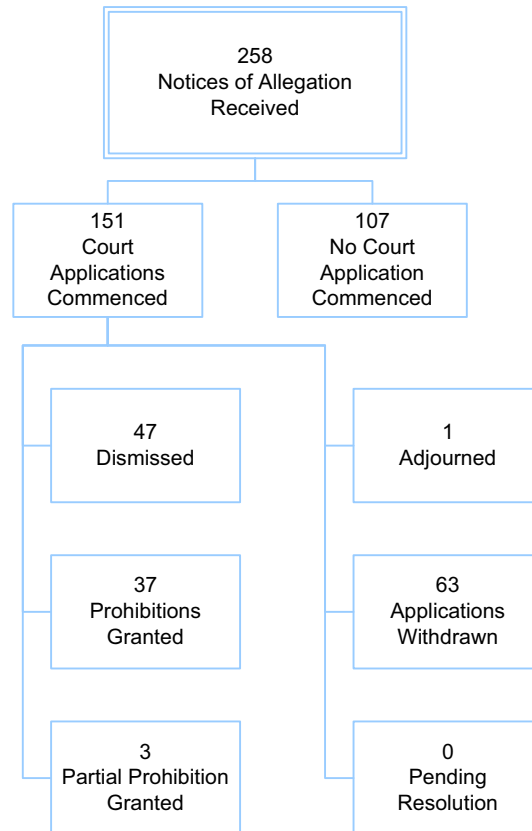 258
Notices of Allegation
Received
151
Court
Applications
Commenced
107
No Court
Application
Commenced
47
Dismissed
1
Adjourned
37
Prohibitions
Granted
63
Applications
Withdrawn
3
Partial Prohibition
Granted
0
Pending
Resolution